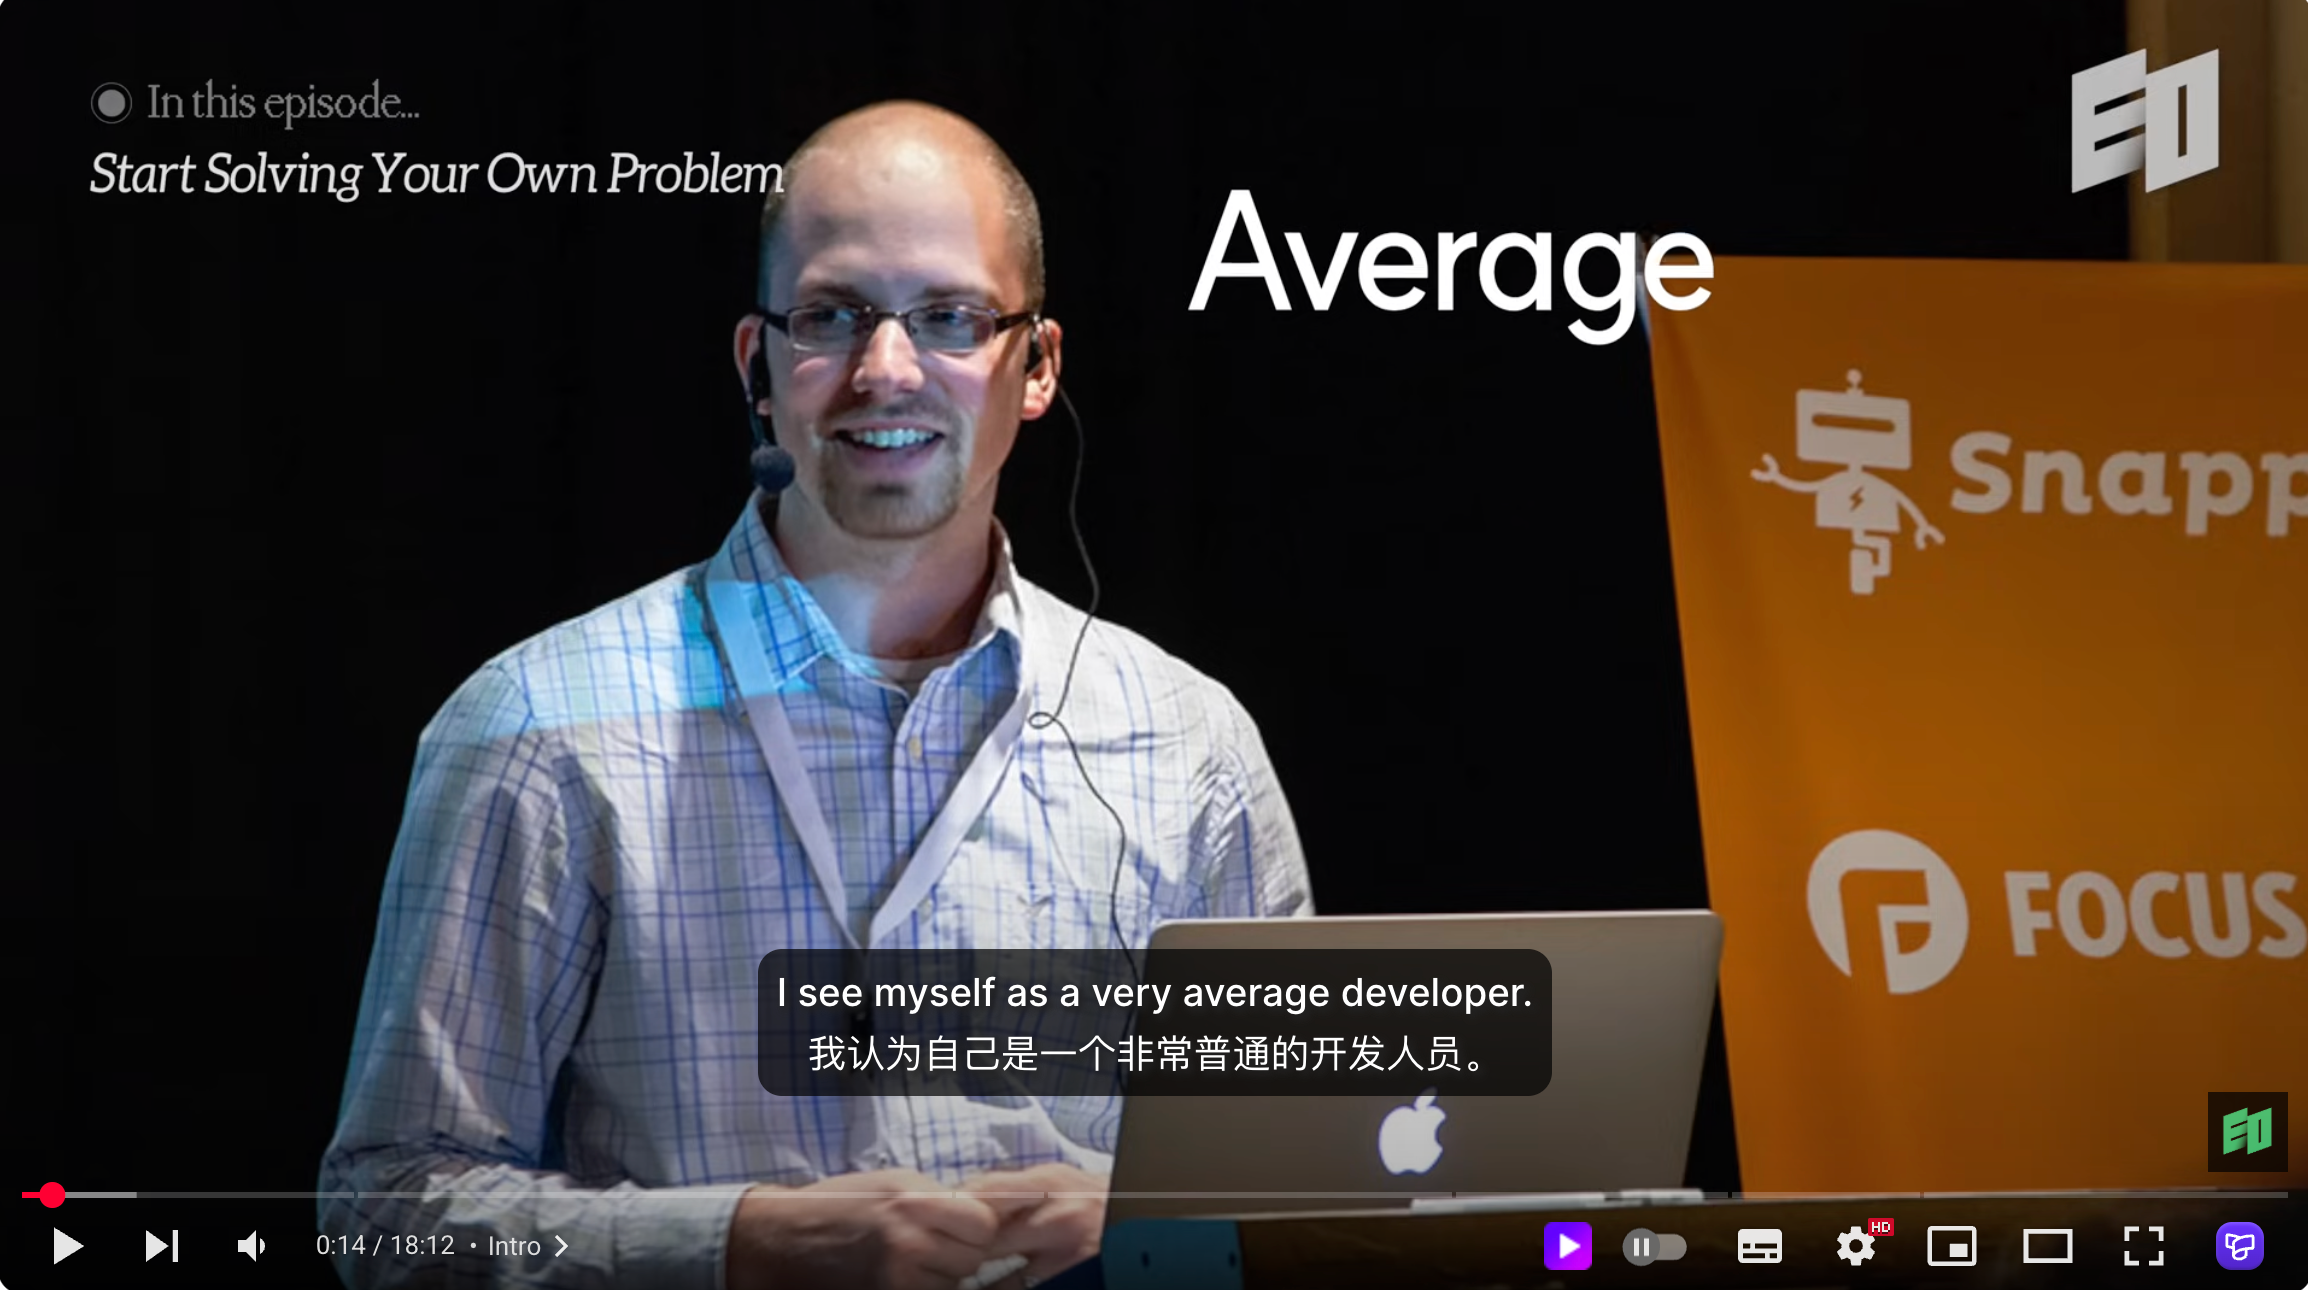 In this episode...
EO
Start Solving Your Own Problem
Average
Snapp
FOCUS
I see myself as a very average developer.
我认为自己是一个非常普通的开发人员。
EO
0:14 / 18:12 • Intro
HD